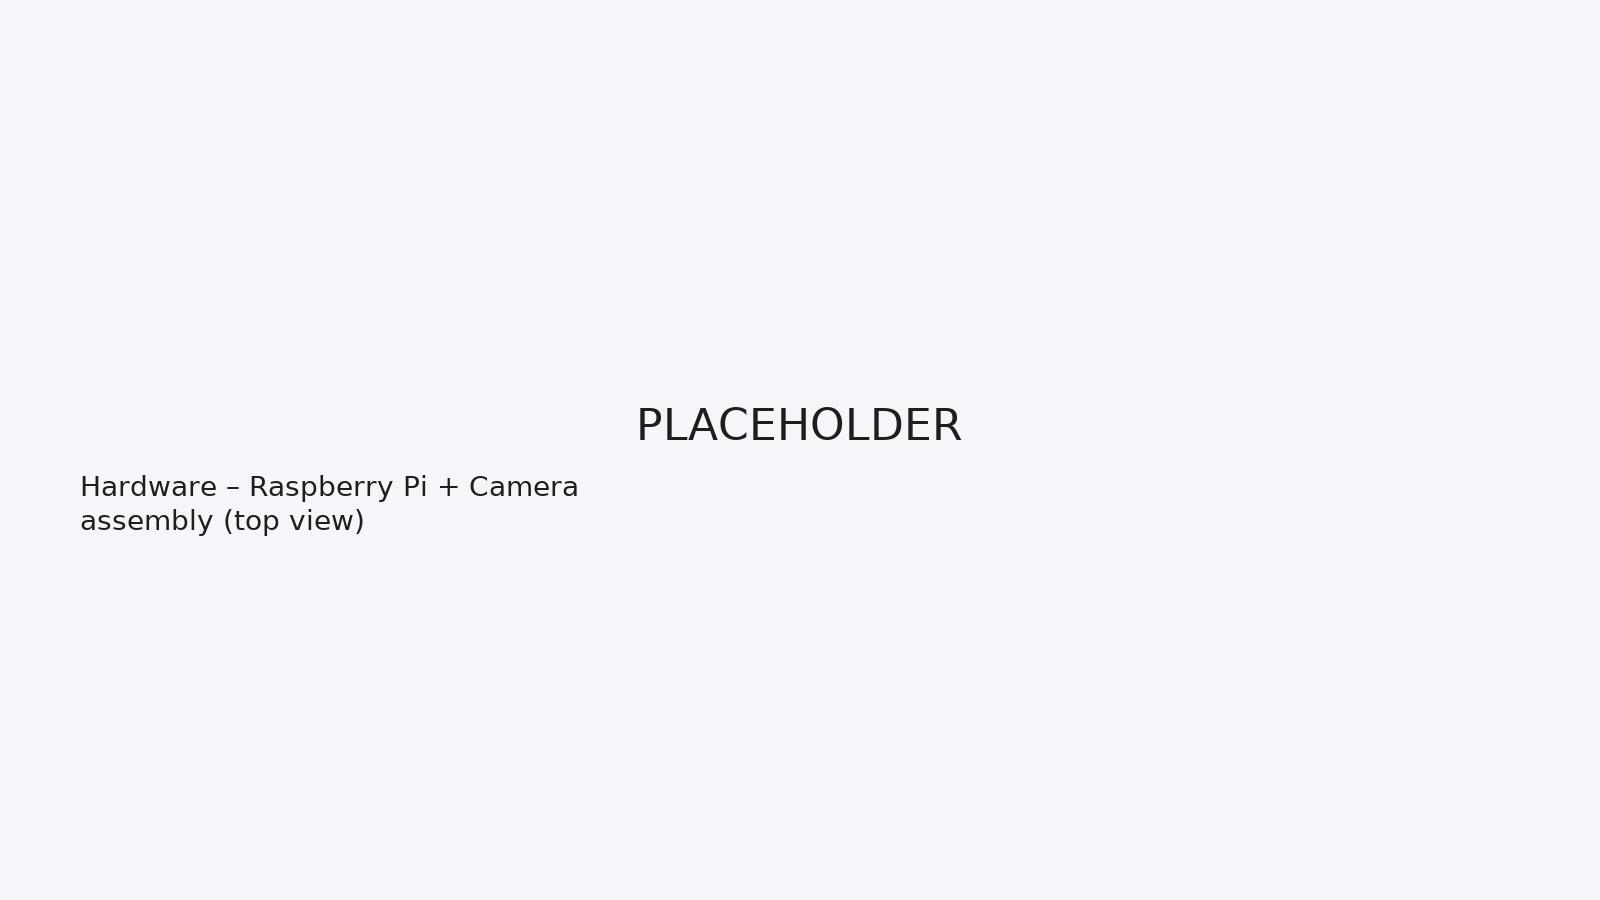 PLACEHOLDER
Hardware – Raspberry Pi + Camera
assembly (top view)